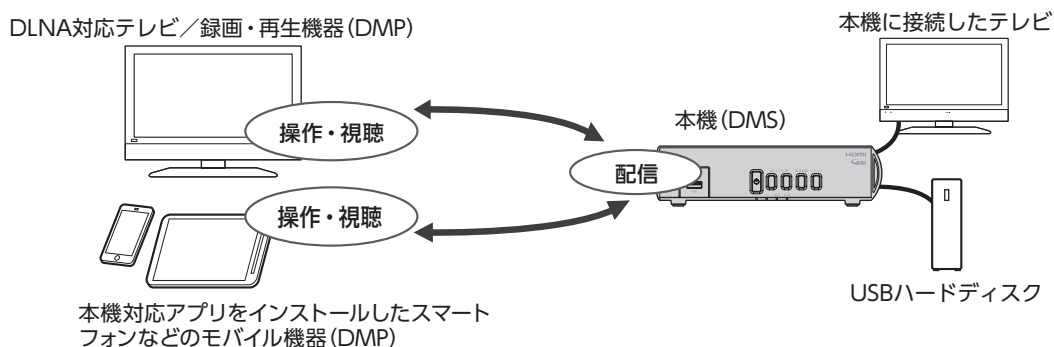 DLNA対応テレビ／録画・再生機器(DMP)
本機に接続したテレビ
本機(DMS)
操作・視聴
配信
HDMI
操作・視聴
USBハードディスク
本機対応アプリをインストールしたスマート
フォンなどのモバイル機器(DMP)